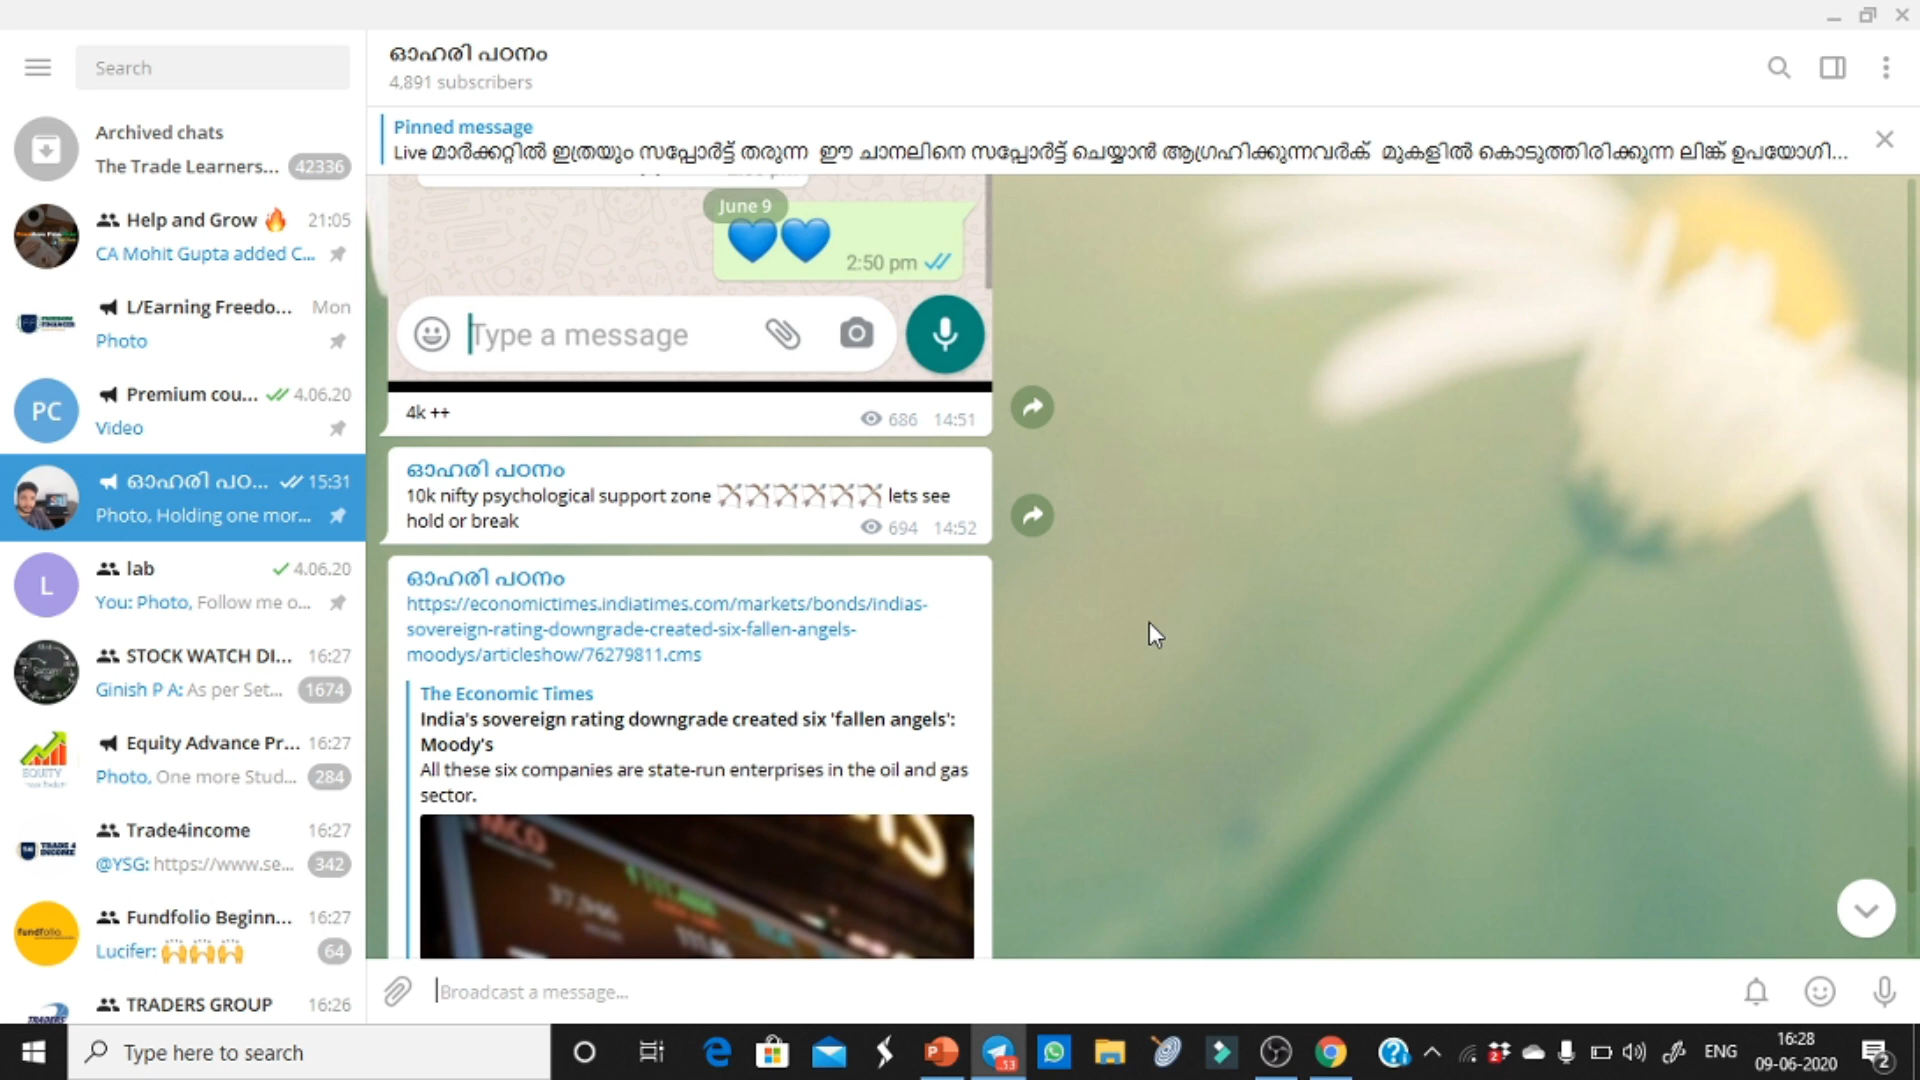 Search
Archived chats
The Trade Learners... 42336
Help and Grow 🔥 21:05
CA Mohit Gupta added C...
L/Earning Freedo... Mon
Photo
PC
Premium cou... 4.06.20
Video
ഓഹരി പഠ... 15:31
Photo, Holding one mor...
L
lab 4.06.20
You: Photo, Follow me o...
STOCK WATCH DI... 16:27
Ginish P A: As per Set... 1674
EQUITY
Equity Advance Pr... 16:27
Photo, One more Stud... 284
TRADE 4 INCOME
Trade4income 16:27
@YSG: https://www.se... 342
fundfolio
Fundfolio Beginn... 16:27
Lucifer: 🙌🙌🙌 64
TRADERS GROUP 16:26
ഓഹരി പഠനം
4,891 subscribers
Pinned message
Live മാർക്കറ്റിൽ ഇത്രയും സപ്പോർട്ട് തരുന്ന ഈ ചാനലിനെ സപ്പോർട്ട് ചെയ്യാൻ ആഗ്രഹിക്കുന്നവർക് മുകളിൽ കൊടുത്തിരിക്കുന്ന ലിങ്ക് ഉപയോഗി...
June 9
💙💙 2:50 pm
Type a message
4k ++ 686 14:51
ഓഹരി പഠനം
10k nifty psychological support zone 🏹🏹🏹🏹🏹🏹 lets see
hold or break 694 14:52
ഓഹരി പഠനം
https://economictimes.indiatimes.com/markets/bonds/indias-
sovereign-rating-downgrade-created-six-fallen-angels-
moodys/articleshow/76279811.cms
The Economic Times
India's sovereign rating downgrade created six 'fallen angels':
Moody's
All these six companies are state-run enterprises in the oil and gas
sector.
Broadcast a message...
Type here to search
53
2
ENG
16:28
09-06-2020
2